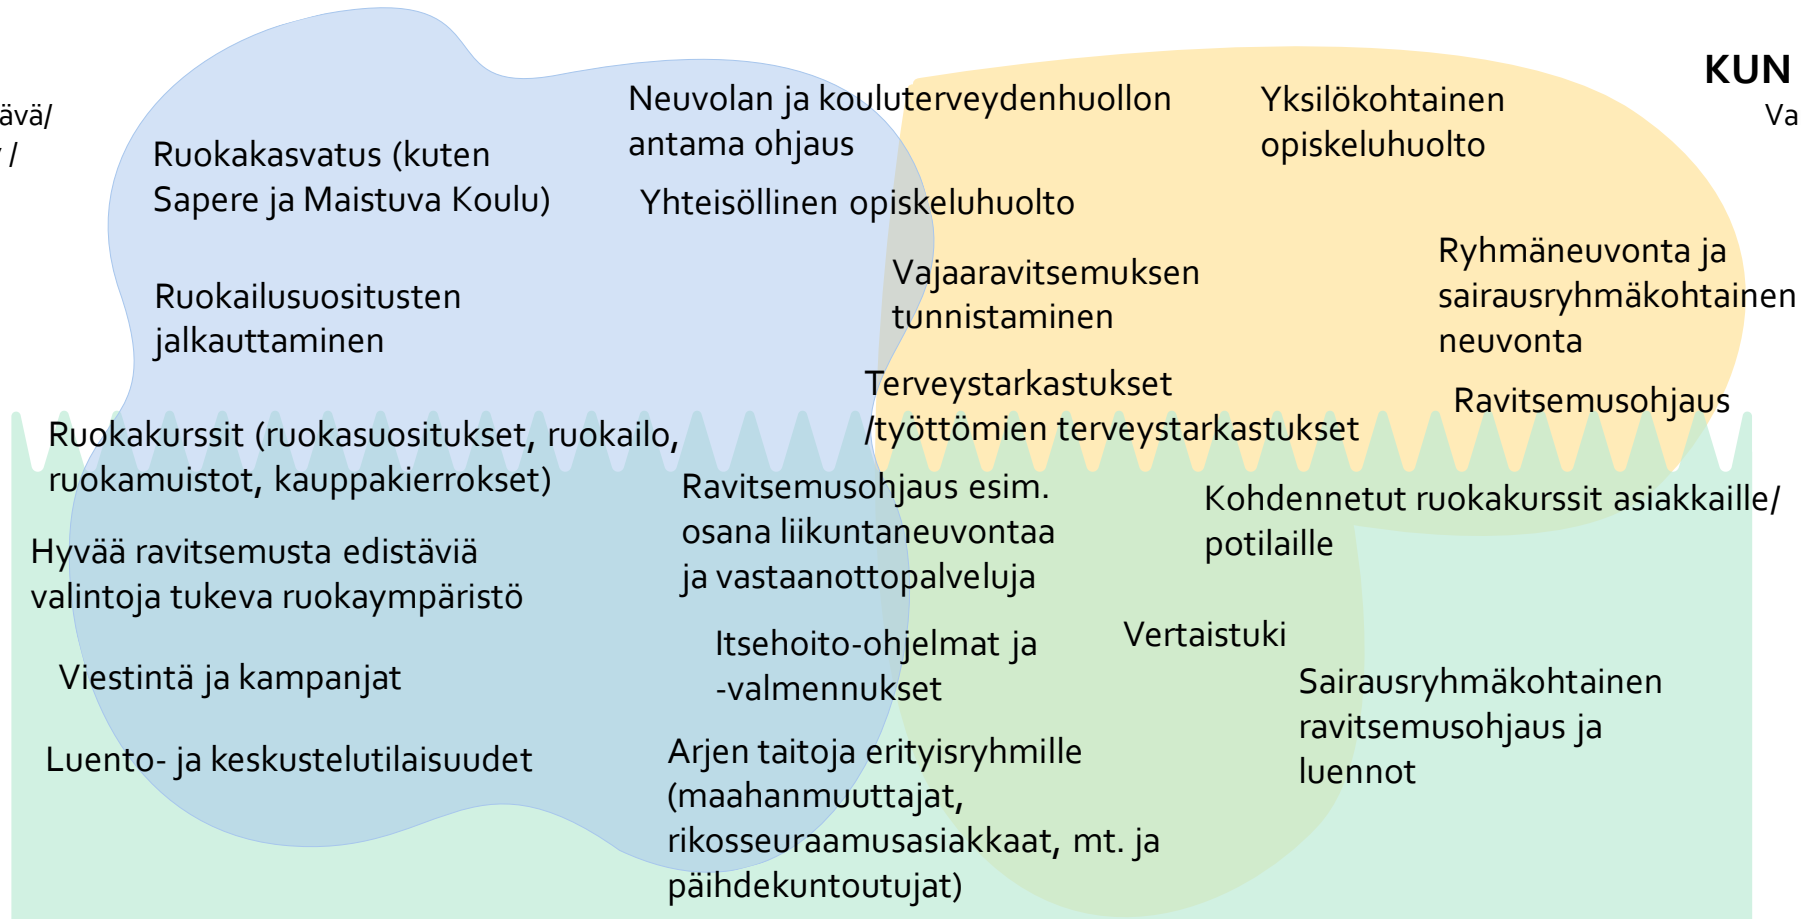 KUN
Va
ävä/
/
Neuvolan ja kouluterveydenhuollon
antama ohjaus
Yksilökohtainen
opiskeluhuolto
Ruokakasvatus (kuten
Sapere ja Maistuva Koulu)
Yhteisöllinen opiskeluhuolto
Ryhmäneuvonta ja
sairausryhmäkohtainen
neuvonta
Vajaaravitsemuksen
tunnistaminen
Ruokailusuositusten
jalkauttaminen
Terveystarkastukset
/työttömien terveystarkastukset
Ravitsemusohjaus
Ruokakurssit (ruokasuositukset, ruokailo,
ruokamuistot, kauppakierrokset)
Ravitsemusohjaus esim.
osana liikuntaneuvontaa
ja vastaanottopalveluja
Kohdennetut ruokakurssit asiakkaille/
potilaille
Hyvää ravitsemusta edistäviä
valintoja tukeva ruokaympäristö
Itsehoito-ohjelmat ja
-valmennukset
Vertaistuki
Viestintä ja kampanjat
Sairausryhmäkohtainen
ravitsemusohjaus ja
luennot
Luento- ja keskustelutilaisuudet
Arjen taitoja erityisryhmille
(maahanmuuttajat,
rikosseuraamusasiakkaat, mt. ja
päihdekuntoutujat)